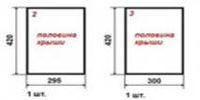 2
половина
крыши
420
295
1 шт.
3
половина
крыши
420
300
1 шт.